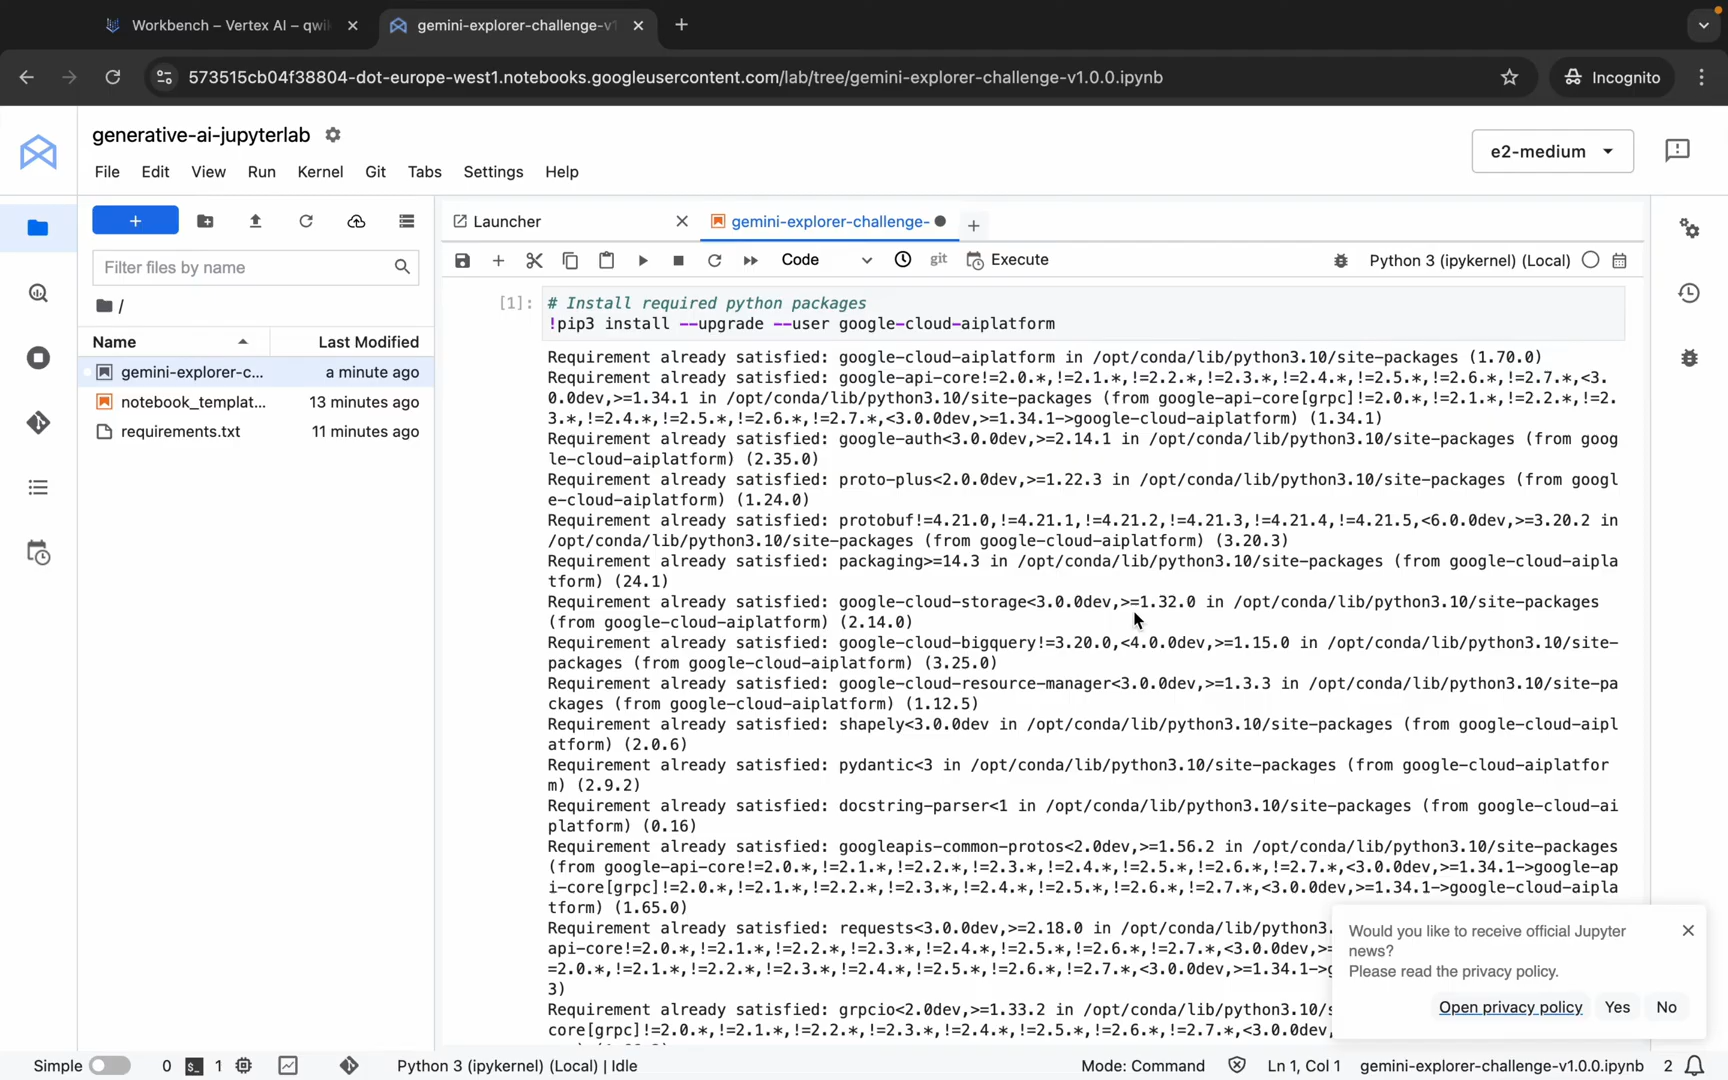 Workbench – Vertex AI – qwi
gemini-explorer-challenge-v1
573515cb04f38804-dot-europe-west1.notebooks.googleusercontent.com/lab/tree/gemini-explorer-challenge-v1.0.0.ipynb
Incognito
generative-ai-jupyterlab
e2-medium
File Edit View Run Kernel Git Tabs Settings Help
Launcher
gemini-explorer-challenge-
Filter files by name
/
Name Last Modified
gemini-explorer-c... a minute ago
notebook_templat... 13 minutes ago
requirements.txt 11 minutes ago
Code git Execute
Python 3 (ipykernel) (Local)
[1]: # Install required python packages
!pip3 install --upgrade --user google-cloud-aiplatform
Requirement already satisfied: google-cloud-aiplatform in /opt/conda/lib/python3.10/site-packages (1.70.0)
Requirement already satisfied: google-api-core!=2.0.*,!=2.1.*,!=2.2.*,!=2.3.*,!=2.4.*,!=2.5.*,!=2.6.*,!=2.7.*,<3.
0.0dev,>=1.34.1 in /opt/conda/lib/python3.10/site-packages (from google-api-core[grpc]!=2.0.*,!=2.1.*,!=2.2.*,!=2.
3.*,!=2.4.*,!=2.5.*,!=2.6.*,!=2.7.*,<3.0.0dev,>=1.34.1->google-cloud-aiplatform) (1.34.1)
Requirement already satisfied: google-auth<3.0.0dev,>=2.14.1 in /opt/conda/lib/python3.10/site-packages (from goog
le-cloud-aiplatform) (2.35.0)
Requirement already satisfied: proto-plus<2.0.0dev,>=1.22.3 in /opt/conda/lib/python3.10/site-packages (from googl
e-cloud-aiplatform) (1.24.0)
Requirement already satisfied: protobuf!=4.21.0,!=4.21.1,!=4.21.2,!=4.21.3,!=4.21.4,!=4.21.5,<6.0.0dev,>=3.20.2 in
/opt/conda/lib/python3.10/site-packages (from google-cloud-aiplatform) (3.20.3)
Requirement already satisfied: packaging>=14.3 in /opt/conda/lib/python3.10/site-packages (from google-cloud-aipla
tform) (24.1)
Requirement already satisfied: google-cloud-storage<3.0.0dev,>=1.32.0 in /opt/conda/lib/python3.10/site-packages
(from google-cloud-aiplatform) (2.14.0)
Requirement already satisfied: google-cloud-bigquery!=3.20.0,<4.0.0dev,>=1.15.0 in /opt/conda/lib/python3.10/site-
packages (from google-cloud-aiplatform) (3.25.0)
Requirement already satisfied: google-cloud-resource-manager<3.0.0dev,>=1.3.3 in /opt/conda/lib/python3.10/site-pa
ckages (from google-cloud-aiplatform) (1.12.5)
Requirement already satisfied: shapely<3.0.0dev in /opt/conda/lib/python3.10/site-packages (from google-cloud-aipl
atform) (2.0.6)
Requirement already satisfied: pydantic<3 in /opt/conda/lib/python3.10/site-packages (from google-cloud-aiplatfor
m) (2.9.2)
Requirement already satisfied: docstring-parser<1 in /opt/conda/lib/python3.10/site-packages (from google-cloud-ai
platform) (0.16)
Requirement already satisfied: googleapis-common-protos<2.0dev,>=1.56.2 in /opt/conda/lib/python3.10/site-packages
(from google-api-core!=2.0.*,!=2.1.*,!=2.2.*,!=2.3.*,!=2.4.*,!=2.5.*,!=2.6.*,!=2.7.*,<3.0.0dev,>=1.34.1->google-ap
i-core[grpc]!=2.0.*,!=2.1.*,!=2.2.*,!=2.3.*,!=2.4.*,!=2.5.*,!=2.6.*,!=2.7.*,<3.0.0dev,>=1.34.1->google-cloud-aipla
tform) (1.65.0)
Requirement already satisfied: requests<3.0.0dev,>=2.18.0 in /opt/conda/lib/python3.
api-core!=2.0.*,!=2.1.*,!=2.2.*,!=2.3.*,!=2.4.*,!=2.5.*,!=2.6.*,!=2.7.*,<3.0.0dev,>=
=2.0.*,!=2.1.*,!=2.2.*,!=2.3.*,!=2.4.*,!=2.5.*,!=2.6.*,!=2.7.*,<3.0.0dev,>=1.34.1->g
3)
Requirement already satisfied: grpcio<2.0dev,>=1.33.2 in /opt/conda/lib/python3.10/s
core[grpc]!=2.0.*,!=2.1.*,!=2.2.*,!=2.3.*,!=2.4.*,!=2.5.*,!=2.6.*,!=2.7.*,<3.0.0dev,
Would you like to receive official Jupyter
news?
Please read the privacy policy.
Open privacy policy Yes No
Simple 0 1 Python 3 (ipykernel) (Local) | Idle Mode: Command Ln 1, Col 1 gemini-explorer-challenge-v1.0.0.ipynb 2